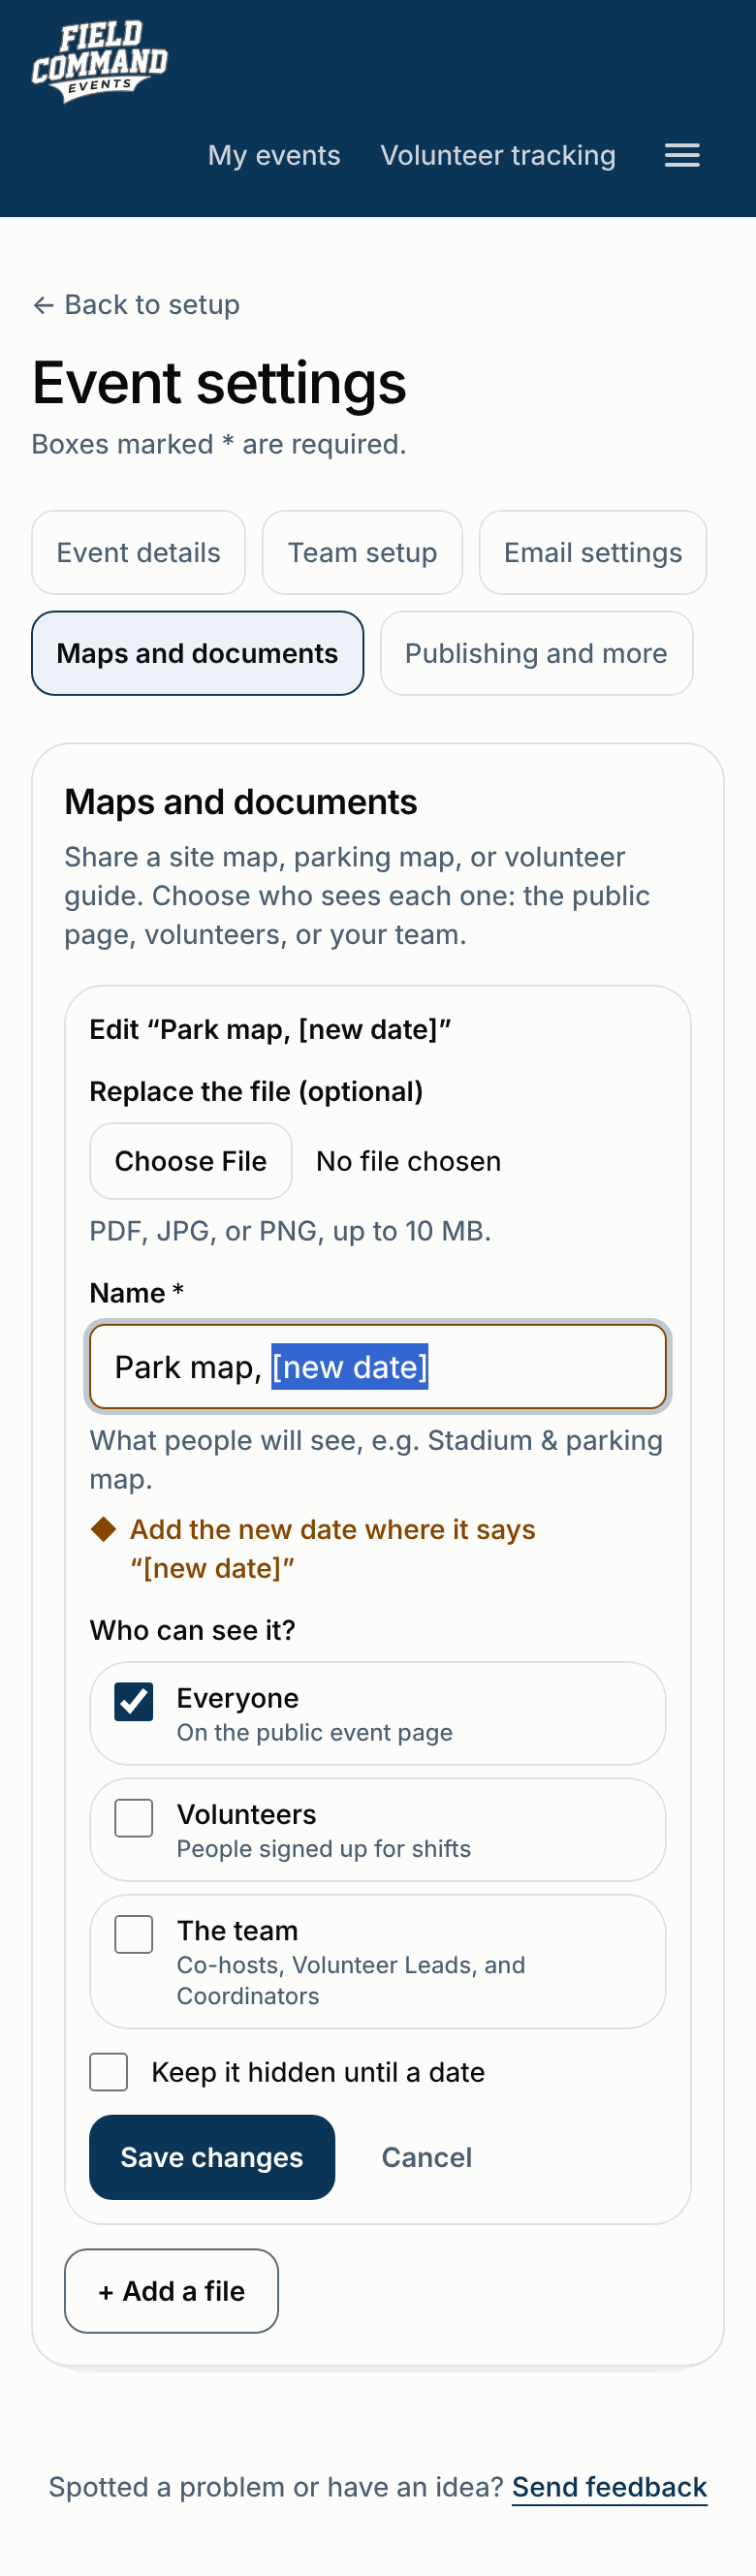 FIELD
COMMAND
EVENTS
My events
Volunteer tracking
← Back to setup
Event settings
Boxes marked * are required.
Event details
Team setup
Email settings
Maps and documents
Publishing and more
Maps and documents
Share a site map, parking map, or volunteer
guide. Choose who sees each one: the public
page, volunteers, or your team.
Edit “Park map, [new date]”
Replace the file (optional)
Choose File
No file chosen
PDF, JPG, or PNG, up to 10 MB.
Name *
Park map, [new date]
What people will see, e.g. Stadium & parking
map.
◆ Add the new date where it says
“[new date]”
Who can see it?
Everyone
On the public event page
Volunteers
People signed up for shifts
The team
Co-hosts, Volunteer Leads, and
Coordinators
Keep it hidden until a date
Save changes
Cancel
+ Add a file
Spotted a problem or have an idea? Send feedback